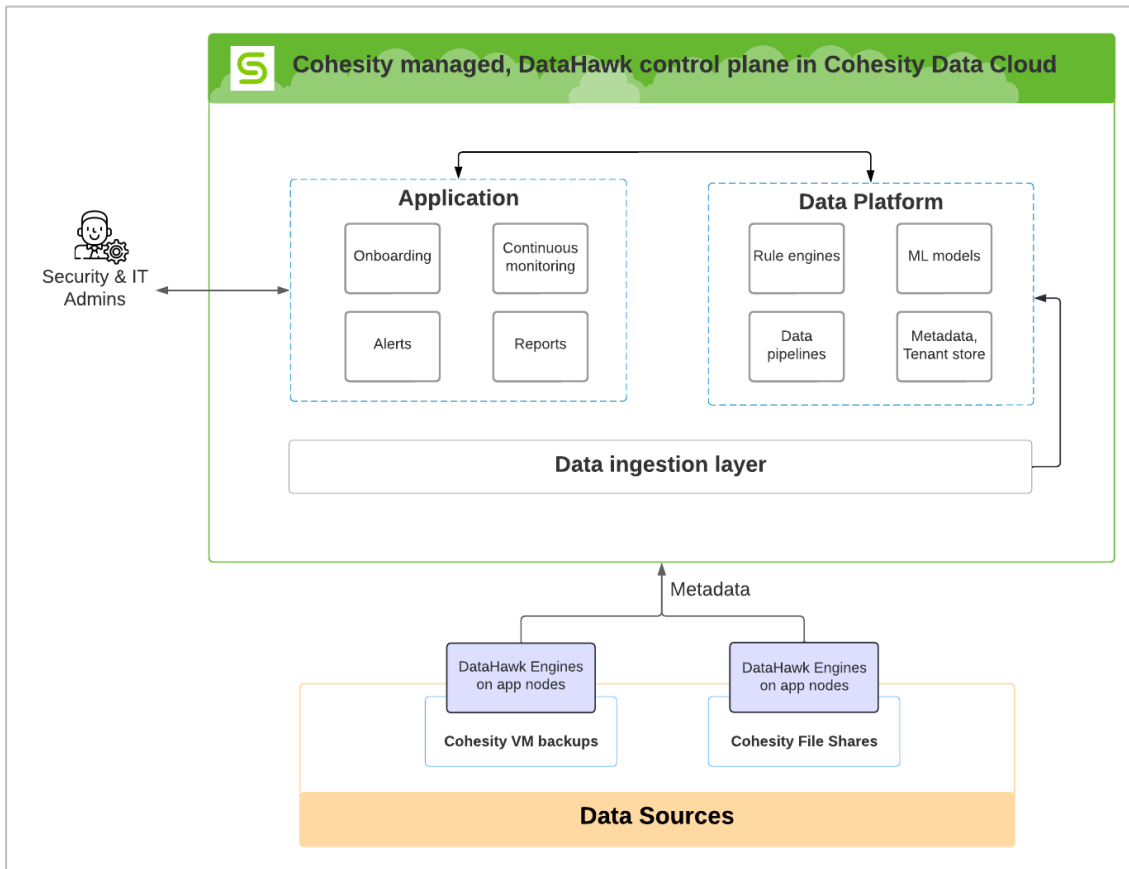 Cohesity managed, DataHawk control plane in Cohesity Data Cloud
Application
Onboarding
Continuous
monitoring
Alerts
Reports
Data Platform
Rule engines
ML models
Data
pipelines
Metadata,
Tenant store
Security & IT
Admins
Data ingestion layer
Metadata
DataHawk Engines
on app nodes
DataHawk Engines
on app nodes
Cohesity VM backups
Cohesity File Shares
Data Sources